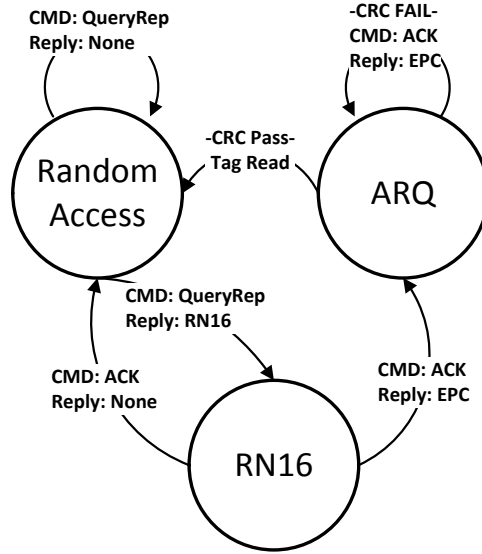 CMD: QueryRep
Reply: None
-CRC FAIL-
CMD: ACK
Reply: EPC
-CRC Pass-
Tag Read
Random
Access
ARQ
CMD: QueryRep
Reply: RN16
CMD: ACK
Reply: None
CMD: ACK
Reply: EPC
RN16